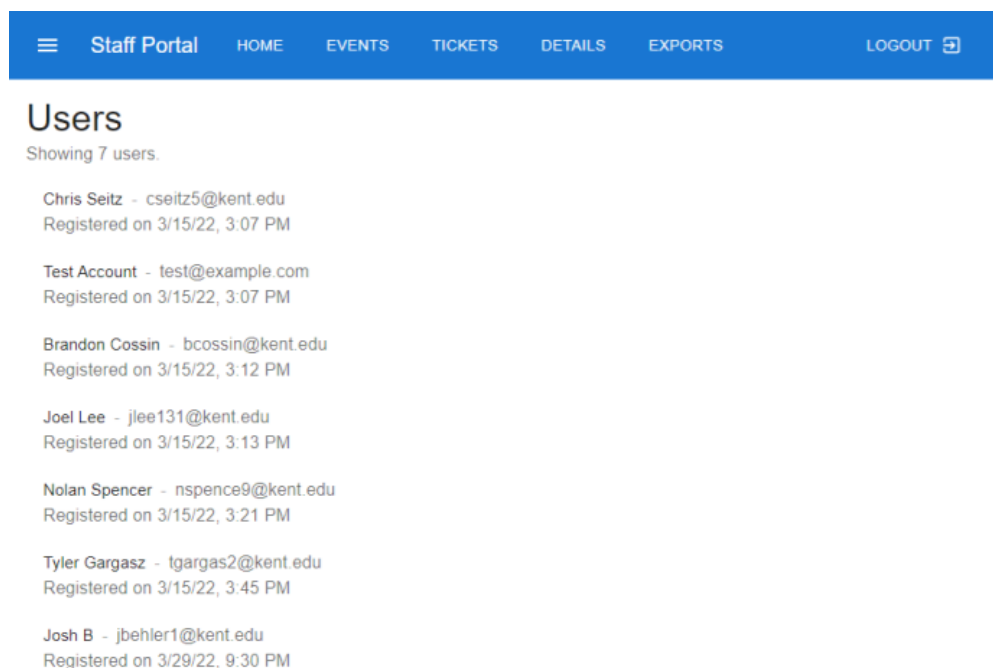 Staff Portal HOME EVENTS TICKETS DETAILS EXPORTS LOGOUT
Users
Showing 7 users.
Chris Seitz - cseitz5@kent.edu
Registered on 3/15/22, 3:07 PM
Test Account - test@example.com
Registered on 3/15/22, 3:07 PM
Brandon Cossin - bcossin@kent.edu
Registered on 3/15/22, 3:12 PM
Joel Lee - jlee131@kent.edu
Registered on 3/15/22, 3:13 PM
Nolan Spencer - nspence9@kent.edu
Registered on 3/15/22, 3:21 PM
Tyler Gargasz - tgargas2@kent.edu
Registered on 3/15/22, 3:45 PM
Josh B - jbehler1@kent.edu
Registered on 3/29/22, 9:30 PM